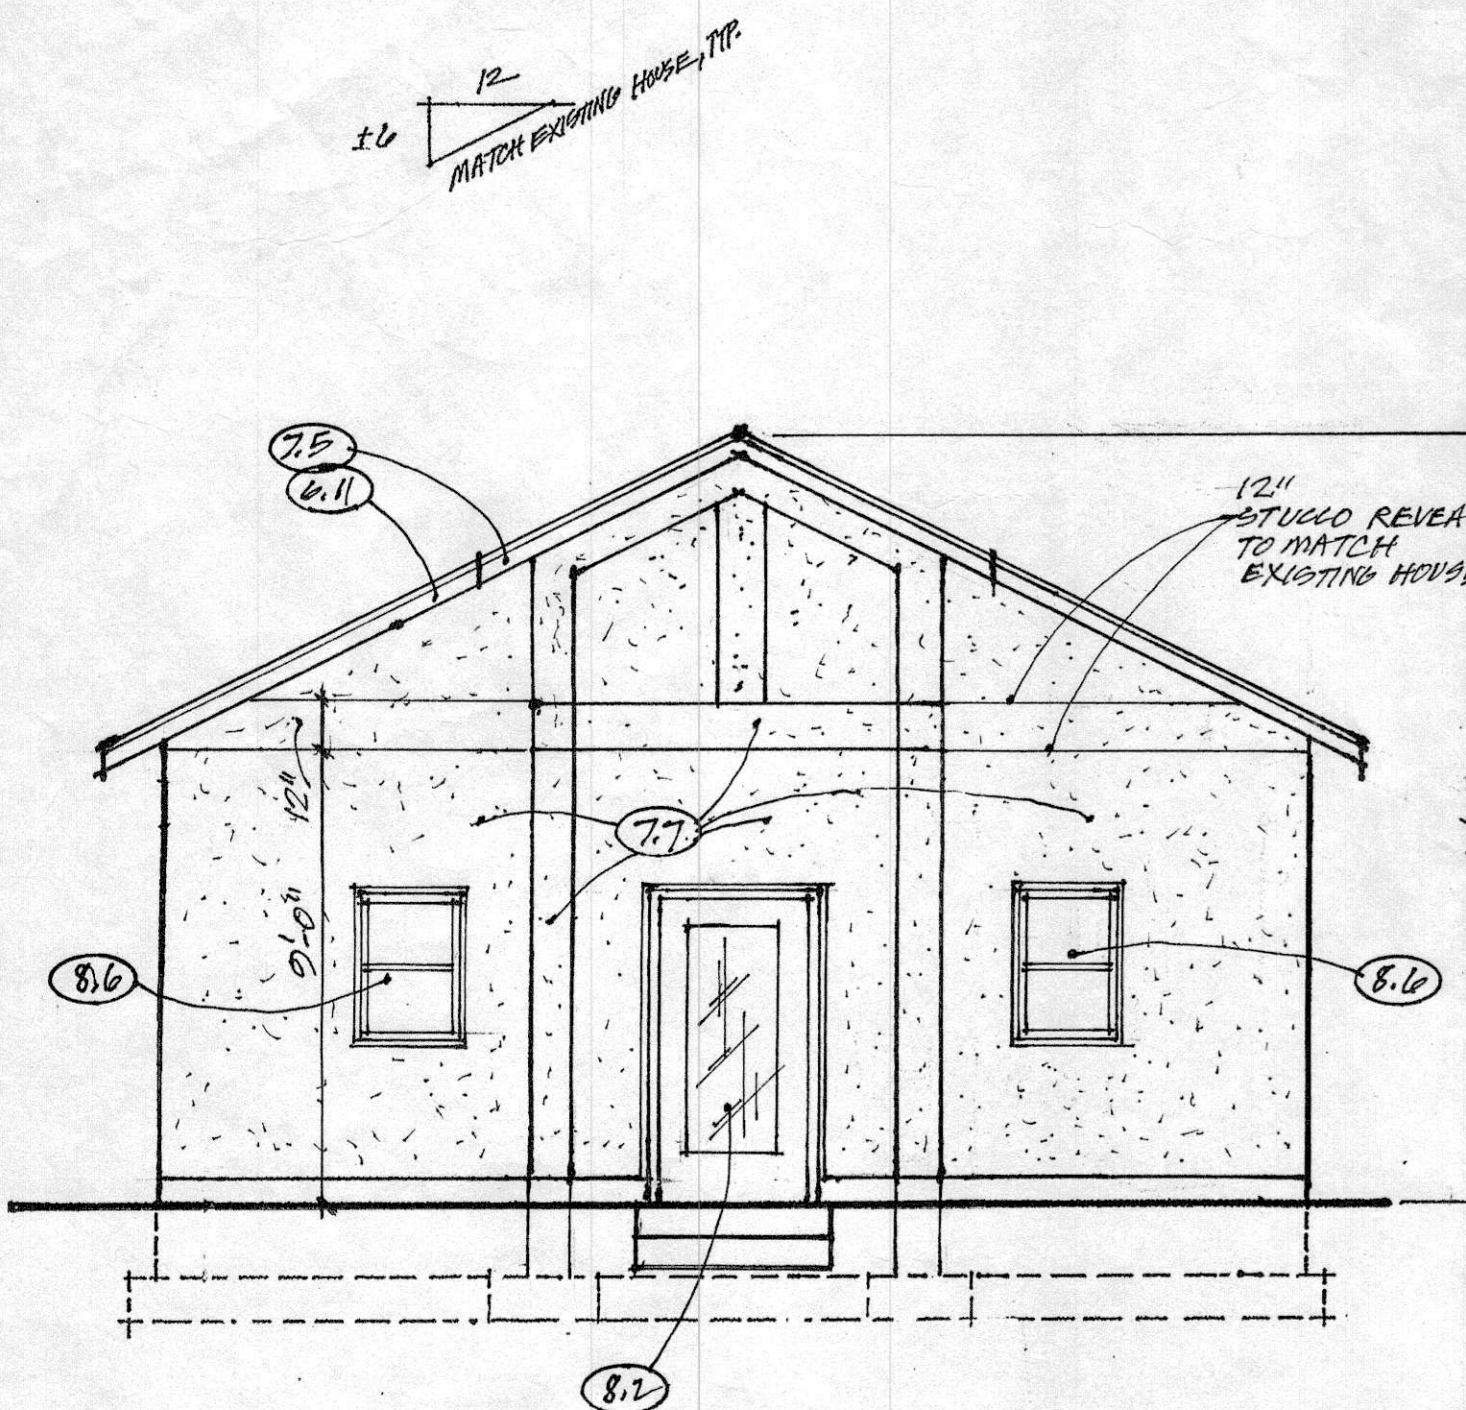 12
±6
MATCH EXISTING HOUSE, TYP.
7.5
6.11
12"
STUCCO REVEA
TO MATCH
EXISTING HOUSE
12"
7.7
9'-0"
8.6
8.6
8.2